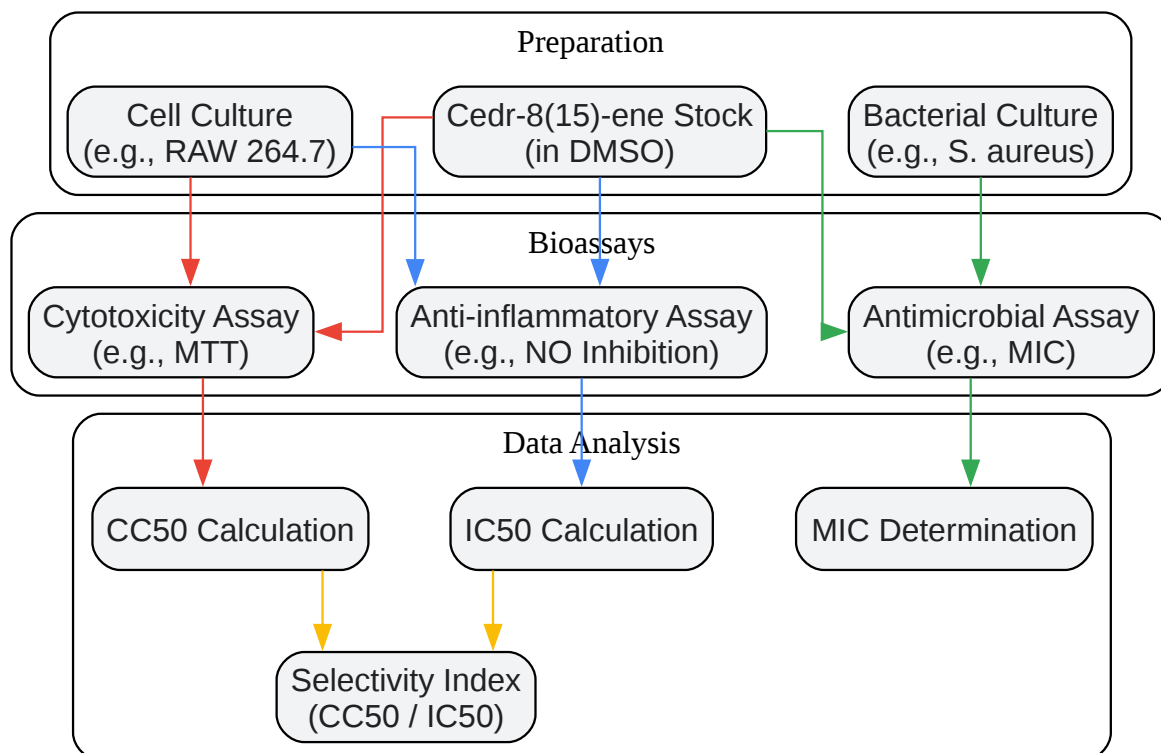 Preparation
Cell Culture
(e.g., RAW 264.7)
Cedr-8(15)-ene Stock
(in DMSO)
Bacterial Culture
(e.g., S. aureus)
Bioassays
Cytotoxicity Assay
(e.g., MTT)
Anti-inflammatory Assay
(e.g., NO Inhibition)
Antimicrobial Assay
(e.g., MIC)
Data Analysis
CC50 Calculation
IC50 Calculation
MIC Determination
Selectivity Index
(CC50 / IC50)